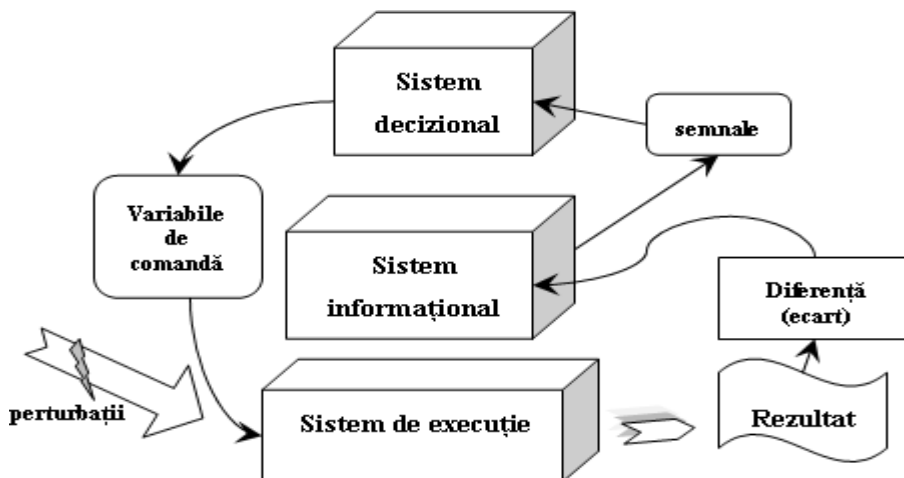 Sistem
decizional
semnale
Variabile
de
comandă
Sistem
informațional
Diferență
(ecart)
perturbații
Sistem de execuție
Rezultat